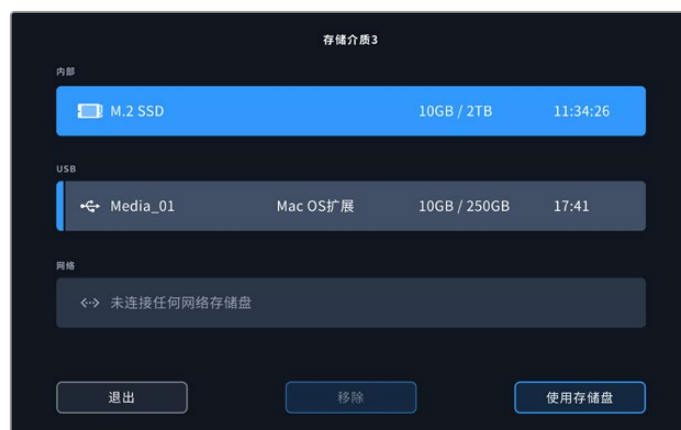 存储介质3
内部
M.2 SSD 10GB / 2TB 11:34:26
USB
Media_01 Mac OS扩展 10GB / 250GB 17:41
网络
未连接任何网络存储盘
退出 移除 使用存储盘